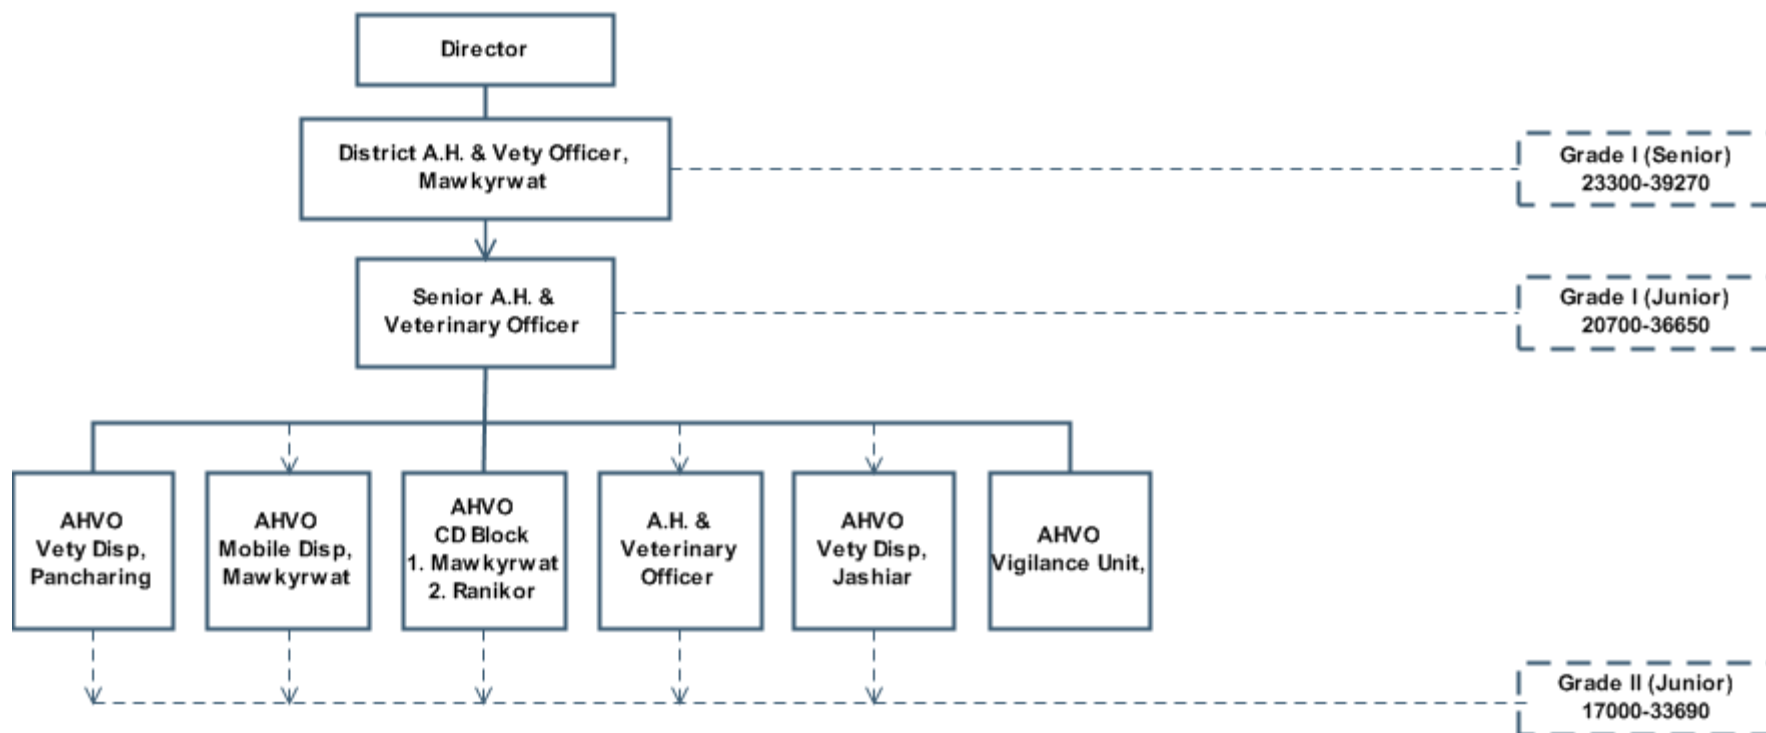 Director
District A.H. & Vety Officer,
Mawkyrwat
Grade I (Senior)
23300-39270
Senior A.H. &
Veterinary Officer
Grade I (Junior)
20700-36650
AHVO
Vety Disp,
Pancharing
AHVO
Mobile Disp,
Mawkyrwat
AHVO
CD Block
1. Mawkyrwat
2. Ranikor
A.H. &
Veterinary
Officer
AHVO
Vety Disp,
Jashiar
AHVO
Vigilance Unit,
Grade II (Junior)
17000-33690